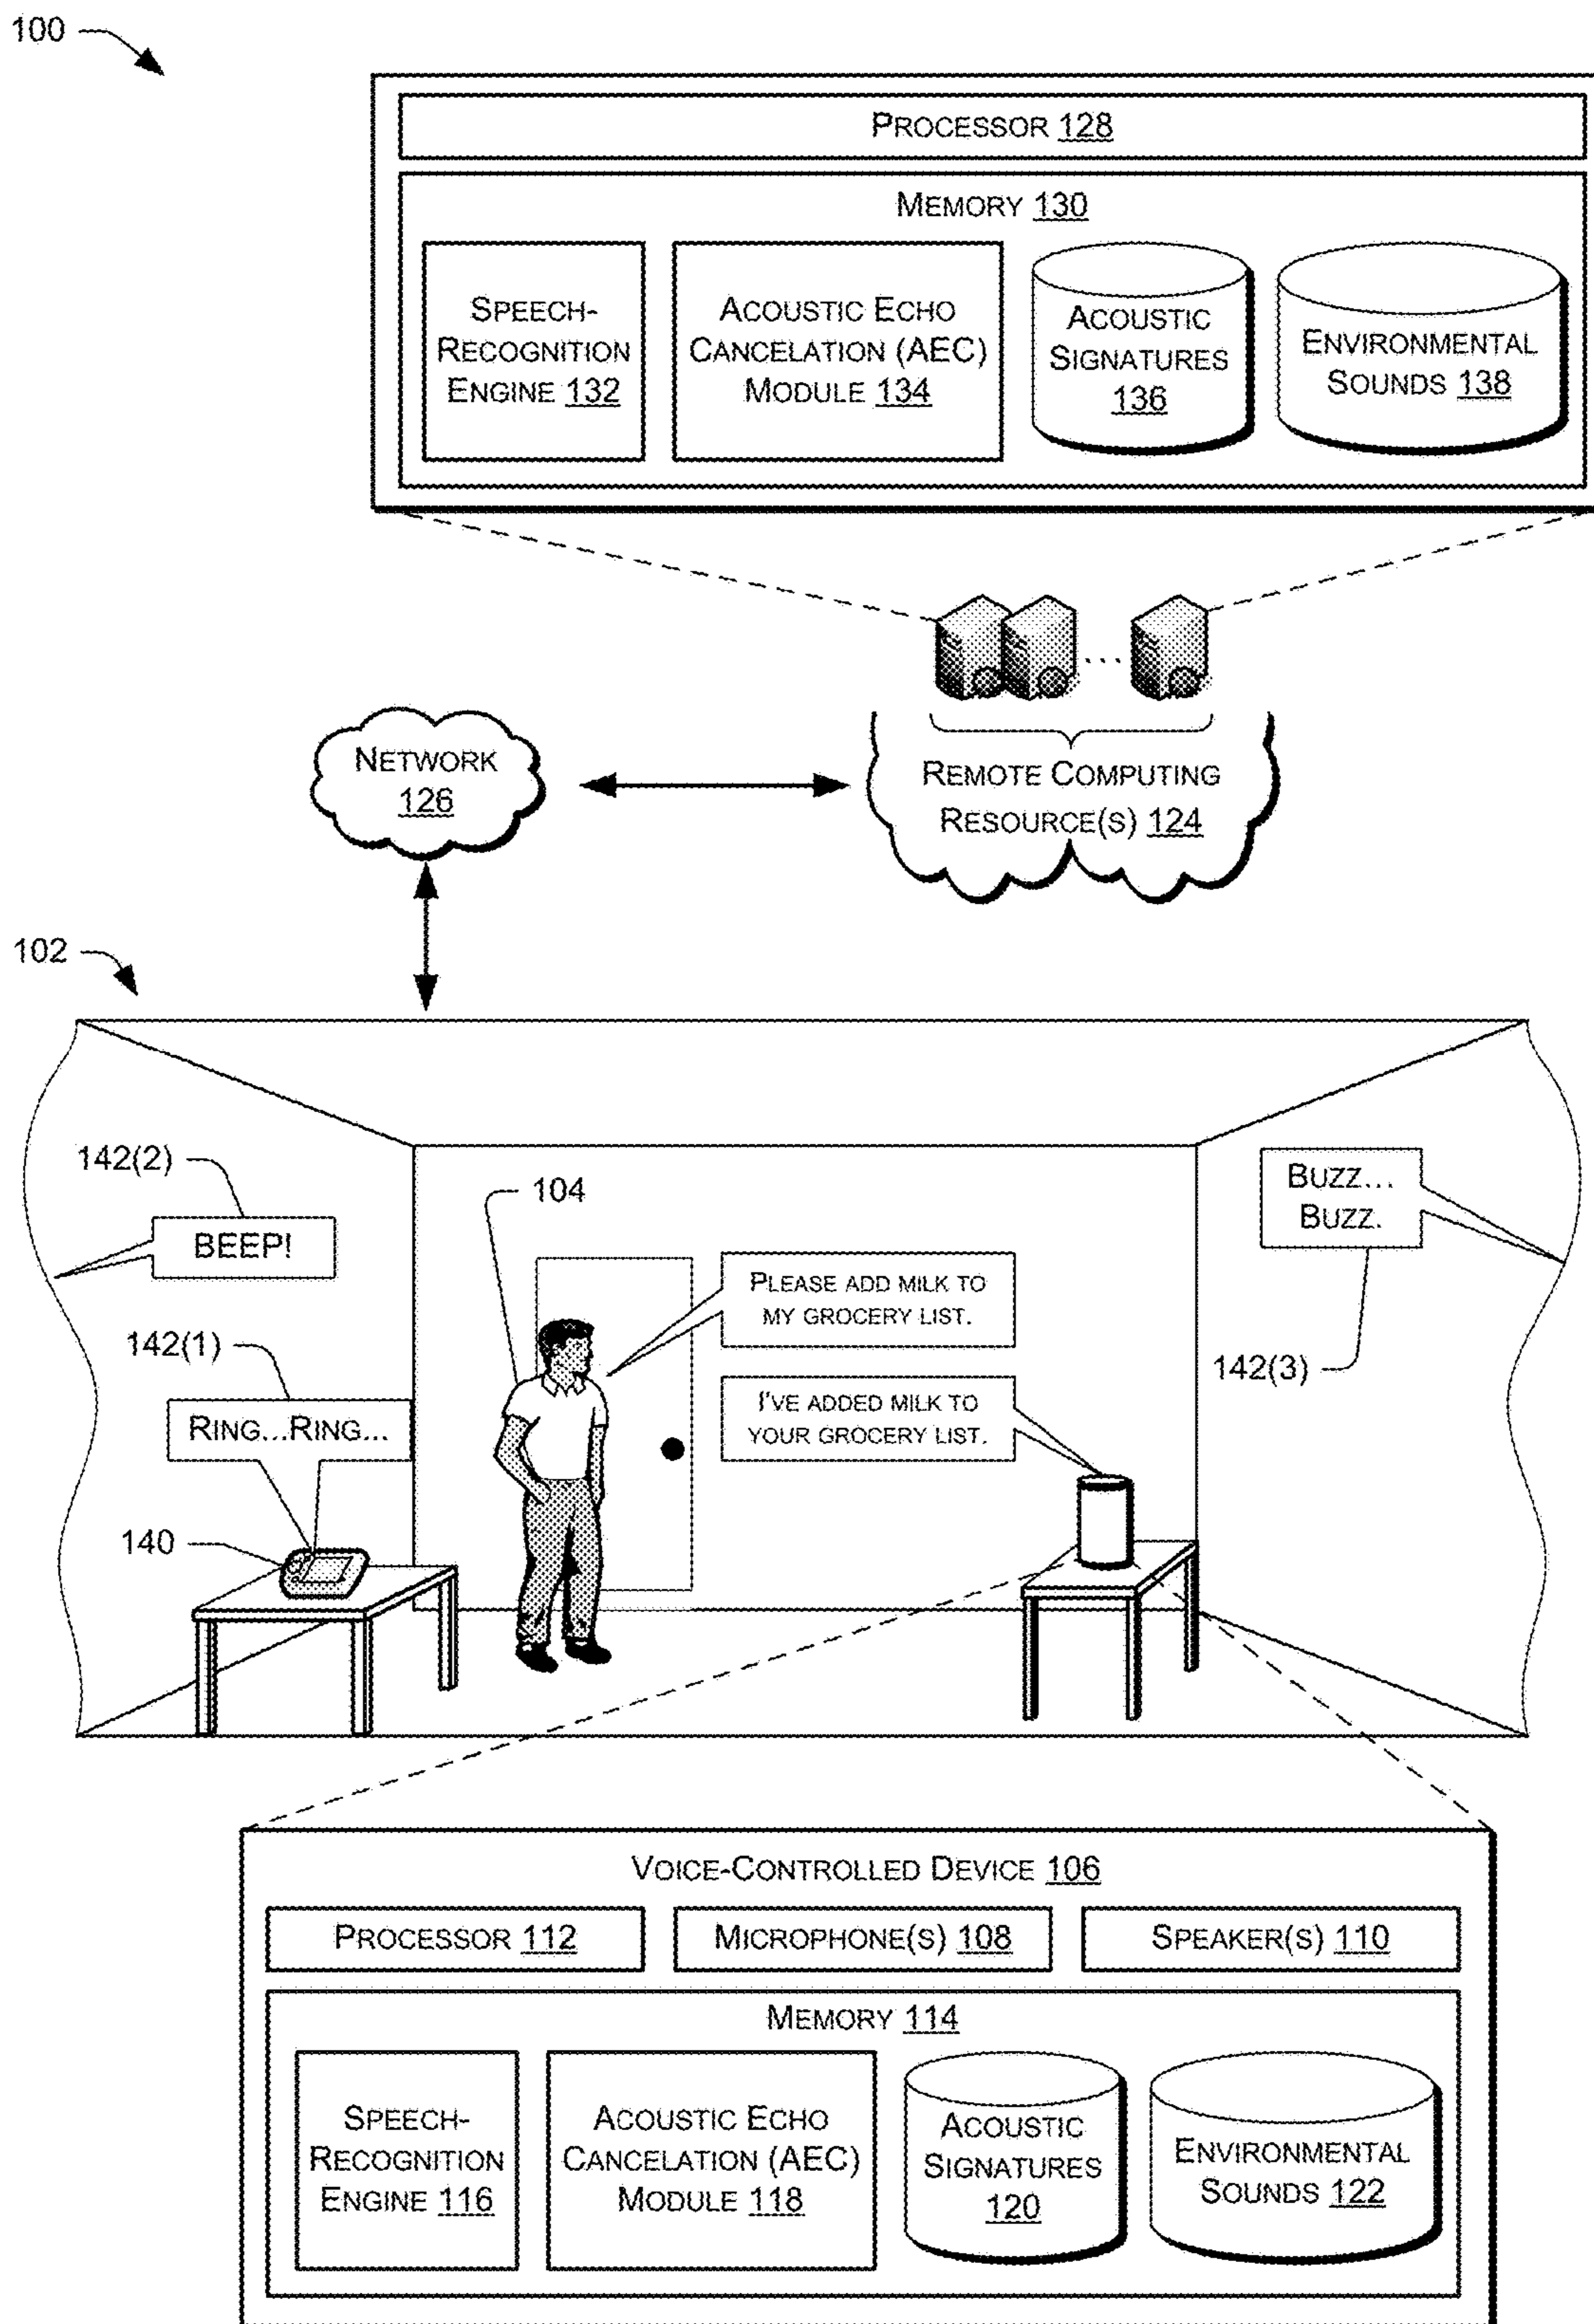 100
PROCESSOR 128
MEMORY 130
SPEECH-
RECOGNITION
ENGINE 132
ACOUSTIC ECHO
CANCELATION (AEC)
MODULE 134
ACOUSTIC
SIGNATURES
136
ENVIRONMENTAL
SOUNDS 138
NETWORK
126
REMOTE COMPUTING
RESOURCE(S) 124
102
142(2)
BEEP!
104
BUZZ...
BUZZ.
142(3)
PLEASE ADD MILK TO
MY GROCERY LIST.
142(1)
RING...RING...
I'VE ADDED MILK TO
YOUR GROCERY LIST.
140
VOICE-CONTROLLED DEVICE 106
PROCESSOR 112
MICROPHONE(S) 108
SPEAKER(S) 110
MEMORY 114
SPEECH-
RECOGNITION
ENGINE 116
ACOUSTIC ECHO
CANCELATION (AEC)
MODULE 118
ACOUSTIC
SIGNATURES
120
ENVIRONMENTAL
SOUNDS 122